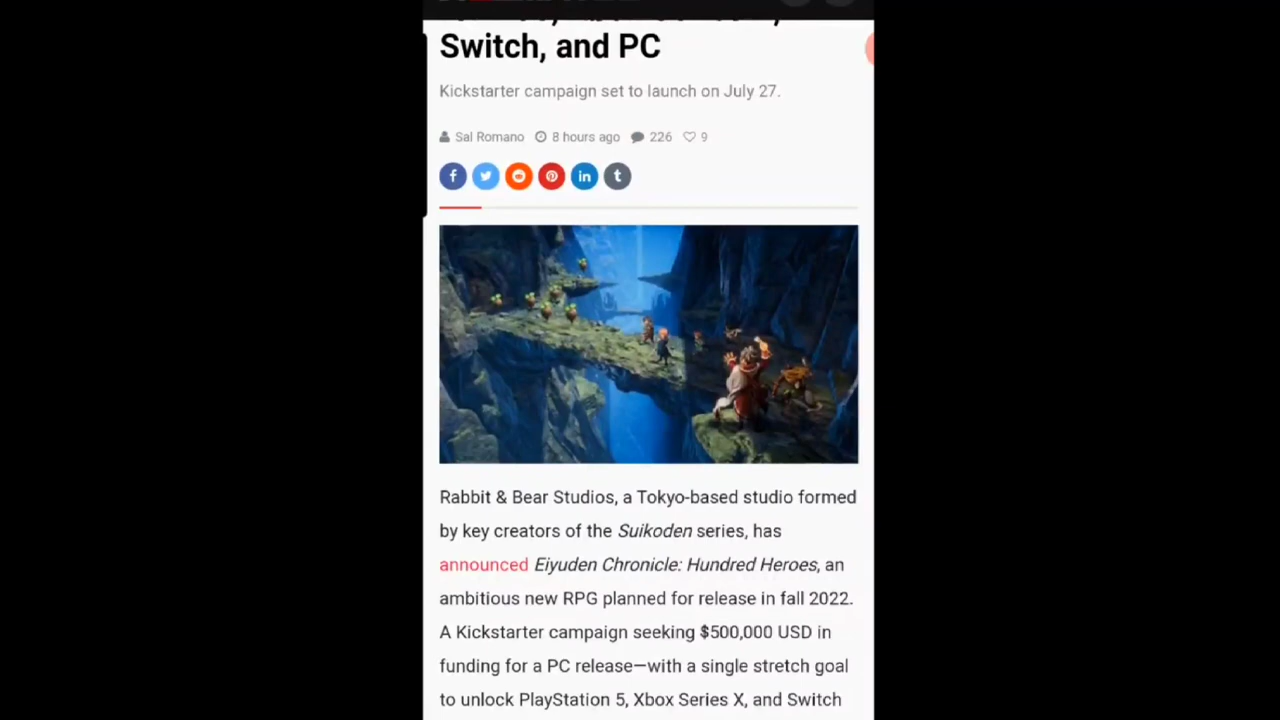 Switch, and PC
Kickstarter campaign set to launch on July 27.
Sal Romano 8 hours ago 226 9
Rabbit & Bear Studios, a Tokyo-based studio formed
by key creators of the Suikoden series, has
announced Eiyuden Chronicle: Hundred Heroes, an
ambitious new RPG planned for release in fall 2022.
A Kickstarter campaign seeking $500,000 USD in
funding for a PC release—with a single stretch goal
to unlock PlayStation 5, Xbox Series X, and Switch